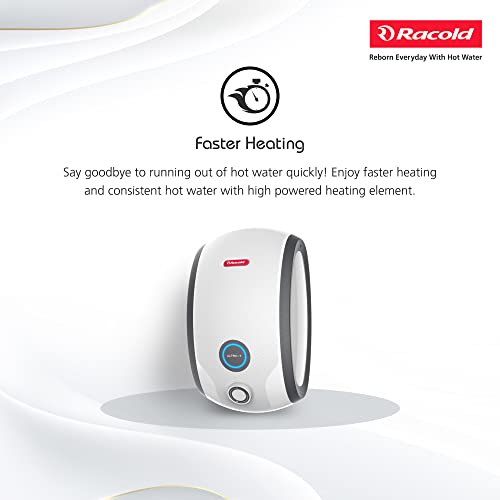 Racold
Reborn Everyday With Hot Water
Faster Heating
Say goodbye to running out of hot water quickly! Enjoy faster heating
and consistent hot water with high powered heating element.
Racold